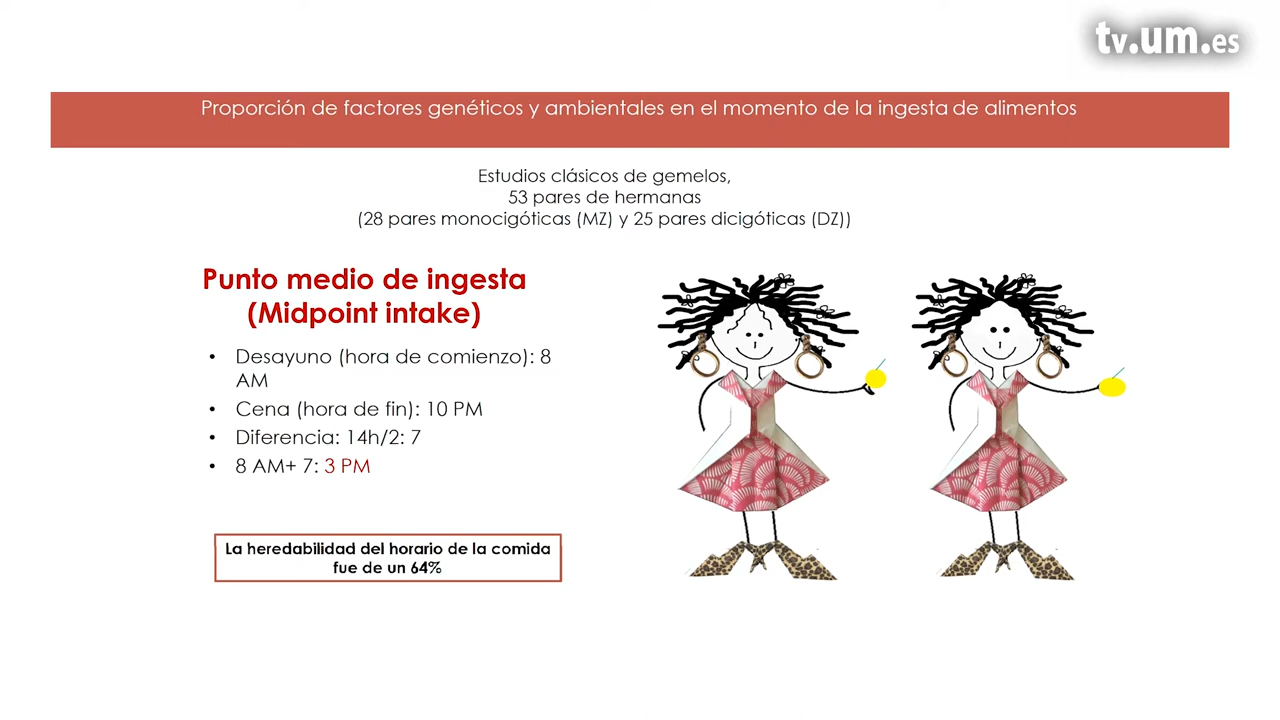 tv.um.es
Proporción de factores genéticos y ambientales en el momento de la ingesta de alimentos
Estudios clásicos de gemelos,
53 pares de hermanas
(28 pares monocigóticas (MZ) y 25 pares dicigóticas (DZ))
Punto medio de ingesta
(Midpoint intake)
• Desayuno (hora de comienzo): 8
AM
• Cena (hora de fin): 10 PM
• Diferencia: 14h/2: 7
• 8 AM+ 7: 3 PM
La heredabilidad del horario de la comida
fue de un 64%